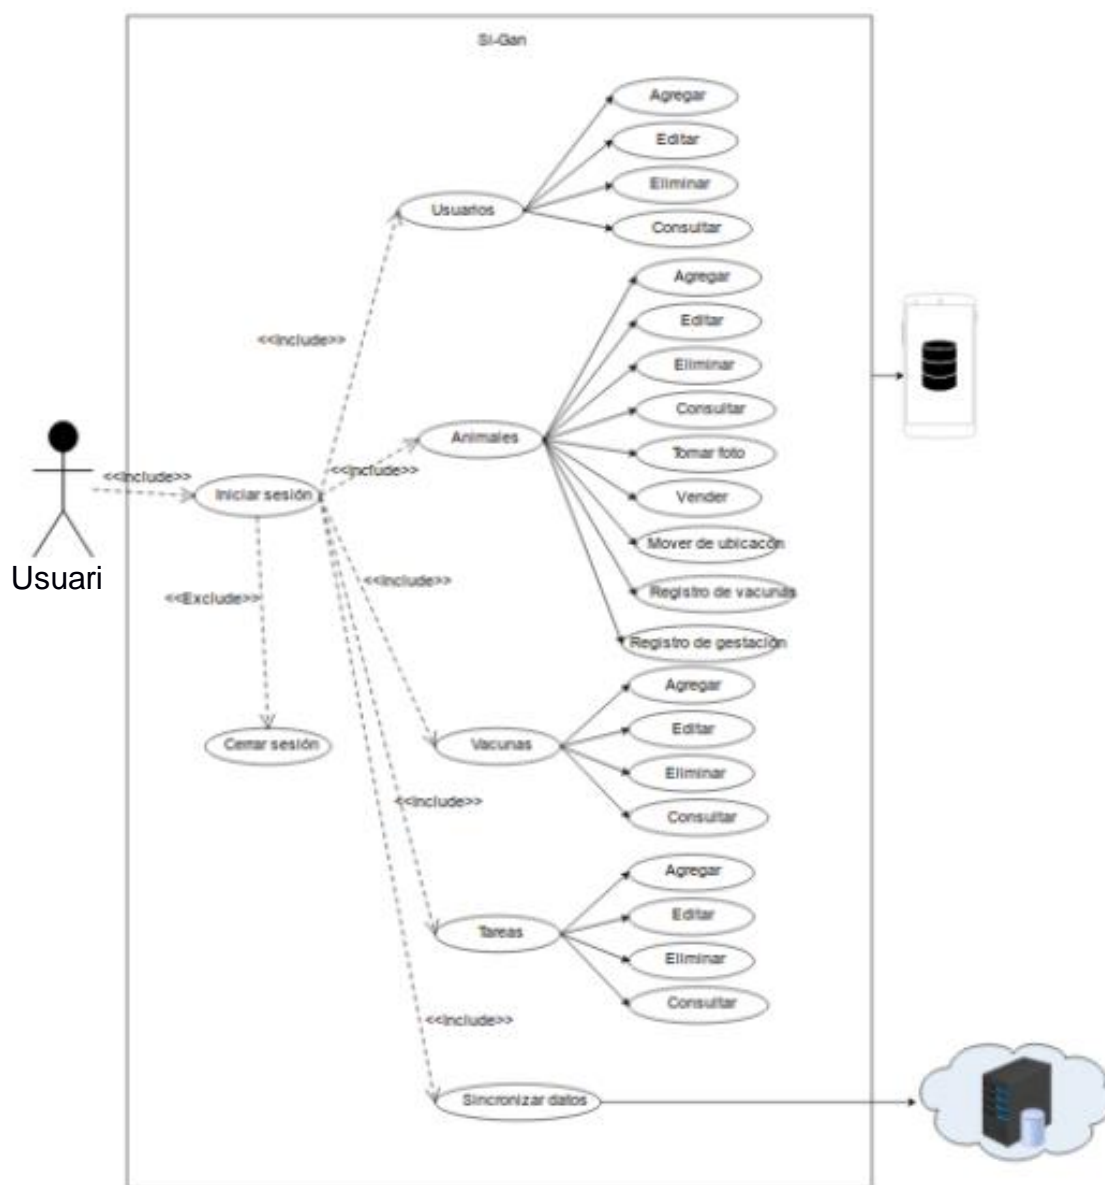 Si-Gan
Agregar
Editar
Eliminar
Usuarios
Consultar
Agregar
<<Include>>
Editar
Eliminar
Consultar
Animales
<<Include>>
Tomar foto
<<Include>>
Iniciar sesión
Vender
Mover de ubicacón
Usuari
<<Include>>
<<Exclude>>
Registro de vacunas
Registro de gestación
Agregar
Editar
Cerrar sesión
Vacunas
Eliminar
<<Include>>
Consultar
Agregar
Editar
Tareas
Eliminar
Consultar
<<Include>>
Sincronizar datos